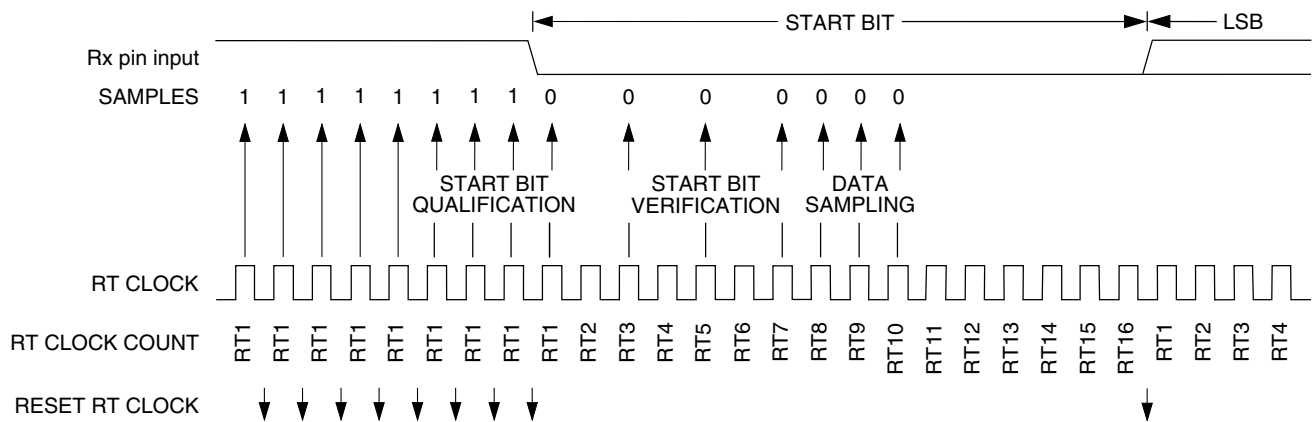 START BIT LSB
Rx pin input
SAMPLES 1 1 1 1 1 1 1 1 0 0 0 0 0 0 0
START BIT QUALIFICATION
START BIT VERIFICATION
DATA SAMPLING
RT CLOCK
RT CLOCK COUNT RT1 RT1 RT1 RT1 RT1 RT1 RT1 RT1 RT1 RT2 RT3 RT4 RT5 RT6 RT7 RT8 RT9 RT10 RT11 RT12 RT13 RT14 RT15 RT16 RT1 RT2 RT3 RT4
RESET RT CLOCK